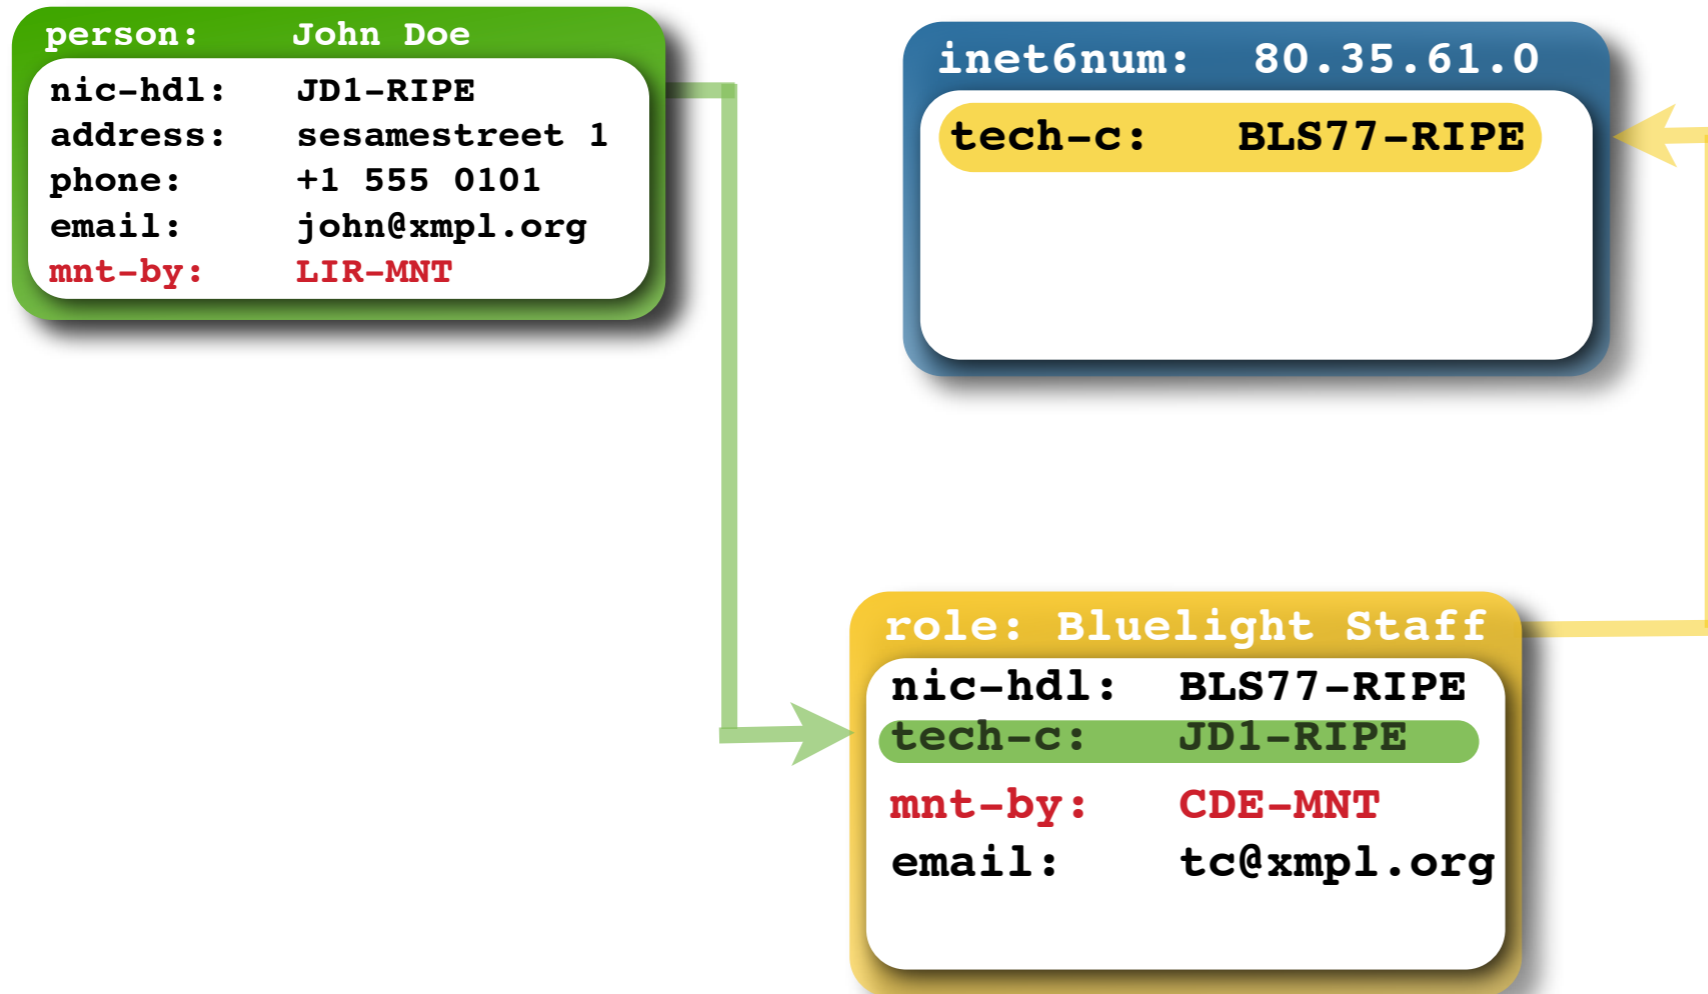 person: John Doe
nic-hdl: JD1-RIPE
address: sesamestreet 1
phone: +1 555 0101
email: john@xmpl.org
mnt-by: LIR-MNT
inet6num: 80.35.61.0
tech-c: BLS77-RIPE
role: Bluelight Staff
nic-hdl: BLS77-RIPE
tech-c: JD1-RIPE
mnt-by: CDE-MNT
email: tc@xmpl.org